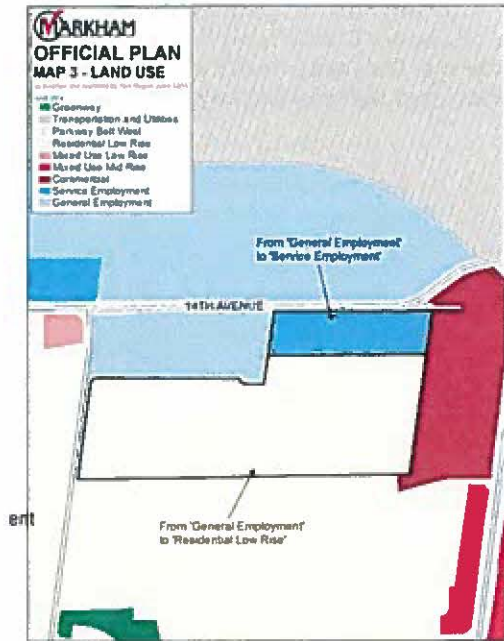 MARKHAM
OFFICIAL PLAN
MAP 3 - LAND USE
Greenway
Transportation and Utilities
Parkway Belt West
Residential Low Rise
Mixed Use Low Rise
Mixed Use Mid Rise
Commercial
Service Employment
General Employment
From 'General Employment'
to 'Service Employment'
14TH AVENUE
ent
From 'General Employment'
to 'Residential Low Rise'